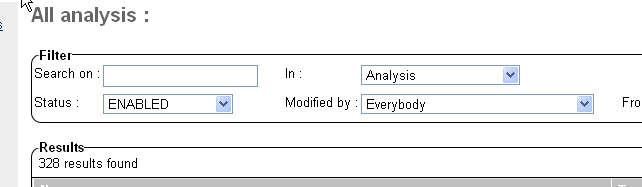 All analysis :
Filter
Search on : In : Analysis
Status : ENABLED Modified by : Everybody Fro
Results
328 results found